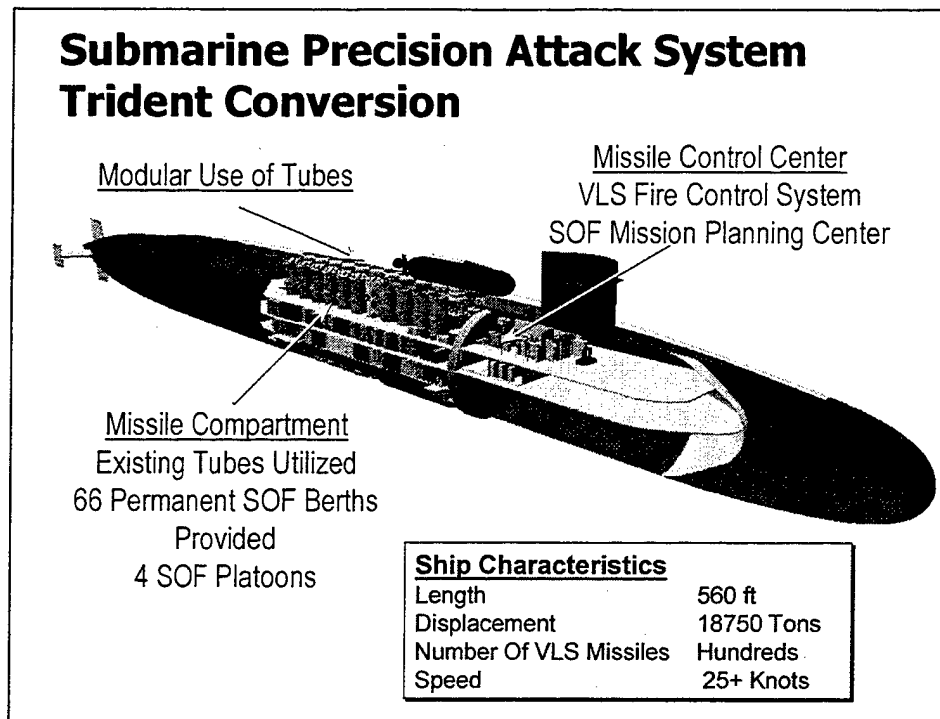 Submarine Precision Attack System
Trident Conversion
Modular Use of Tubes
Missile Control Center
VLS Fire Control System
SOF Mission Planning Center
Missile Compartment
Existing Tubes Utilized
66 Permanent SOF Berths
Provided
4 SOF Platoons
Ship Characteristics
Length 560 ft
Displacement 18750 Tons
Number Of VLS Missiles Hundreds
Speed 25+ Knots